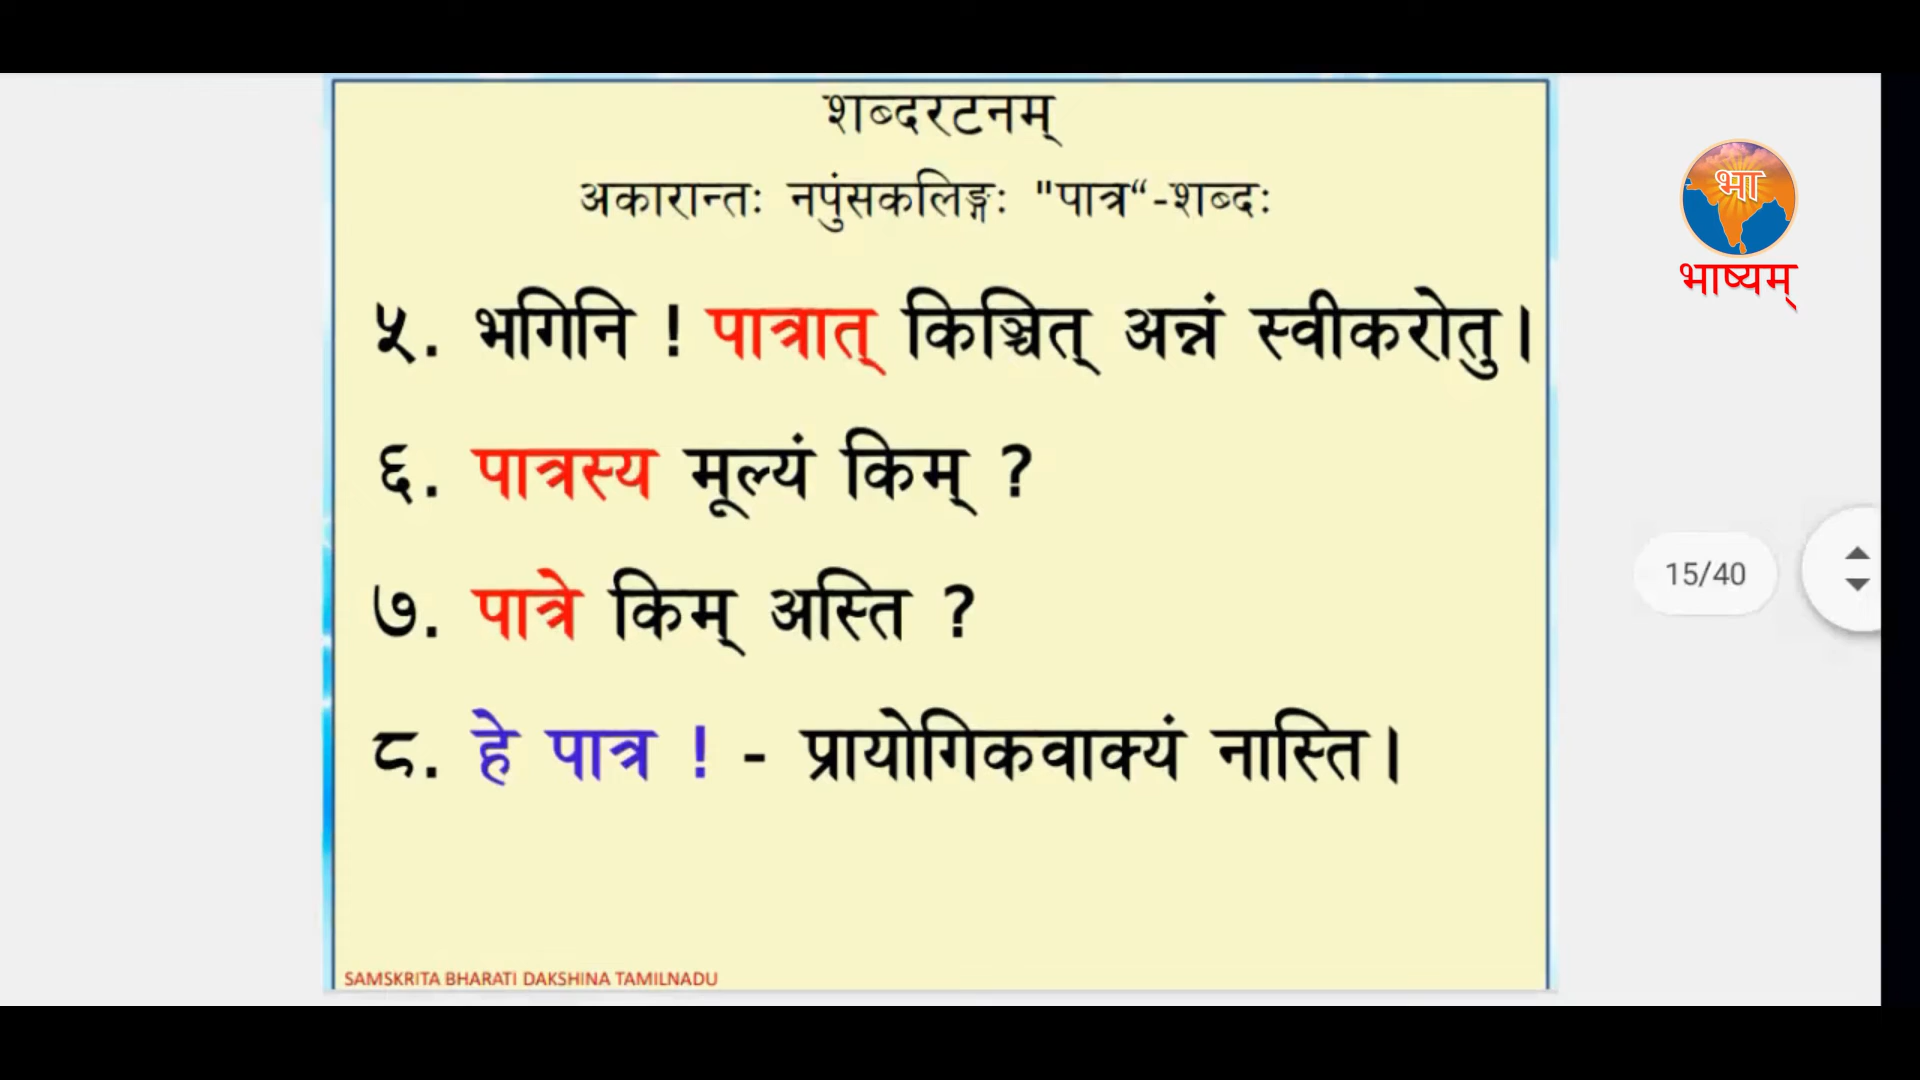 शब्दरटनम्
अकारान्तः नपुंसकलिङ्गः "पात्र“-शब्दः
५. भगिनि ! पात्रात् किञ्चित् अन्नं स्वीकरोतु।
६. पात्रस्य मूल्यं किम् ?
७. पात्रे किम् अस्ति ?
८. हे पात्र ! - प्रायोगिकवाक्यं नास्ति।
SAMSKRITA BHARATI DAKSHINA TAMILNADU
भा
भाष्यम्
15/40